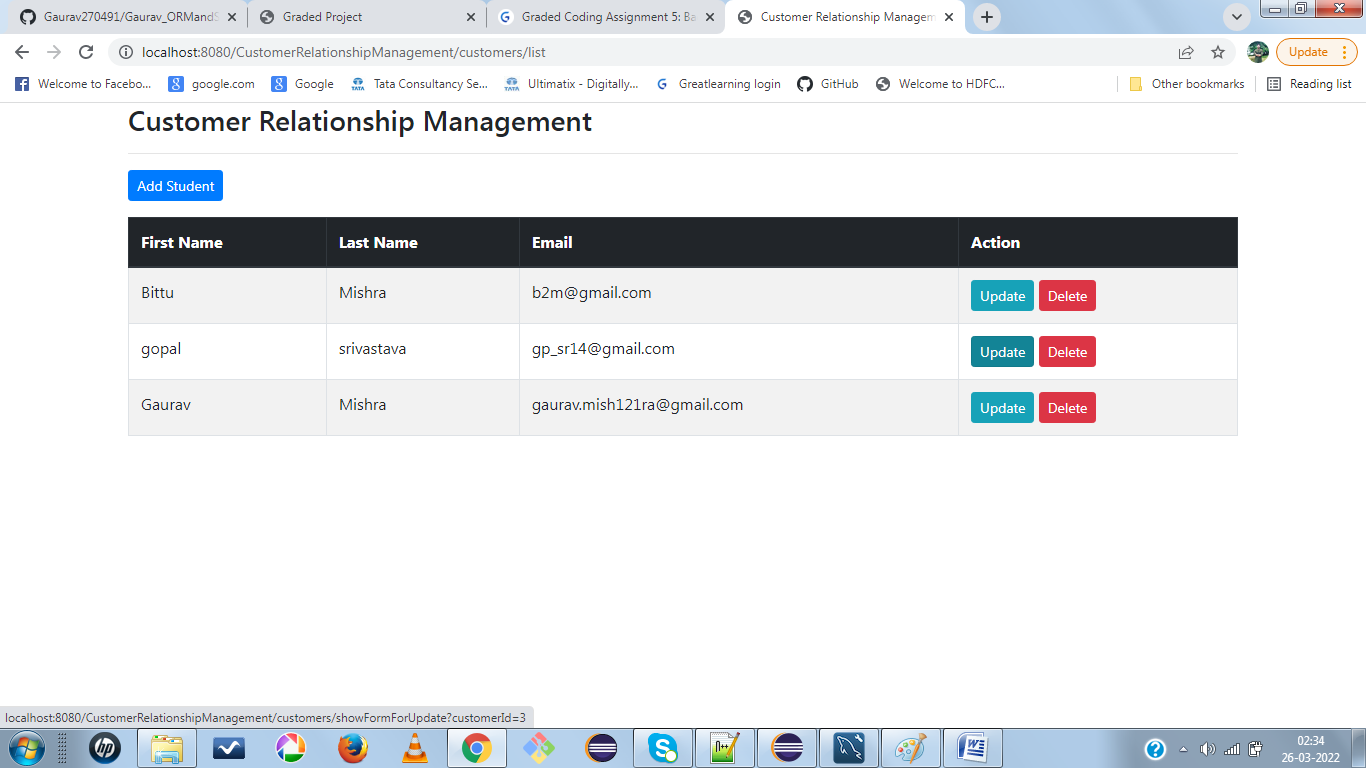 Gaurav270491/Gaurav_ORMandS
Graded Project
Graded Coding Assignment 5: Ba
Customer Relationship Managem
localhost:8080/CustomerRelationshipManagement/customers/list
Update
Welcome to Facebo...
google.com
Google
Tata Consultancy Se...
Ultimatix - Digitally...
Greatlearning login
GitHub
Welcome to HDFC...
Other bookmarks
Reading list
Customer Relationship Management
Add Student
First Name Last Name Email Action
Bittu Mishra b2m@gmail.com Update Delete
gopal srivastava gp_sr14@gmail.com Update Delete
Gaurav Mishra gaurav.mish121ra@gmail.com Update Delete
localhost:8080/CustomerRelationshipManagement/customers/showFormForUpdate?customerId=3
02:34
26-03-2022